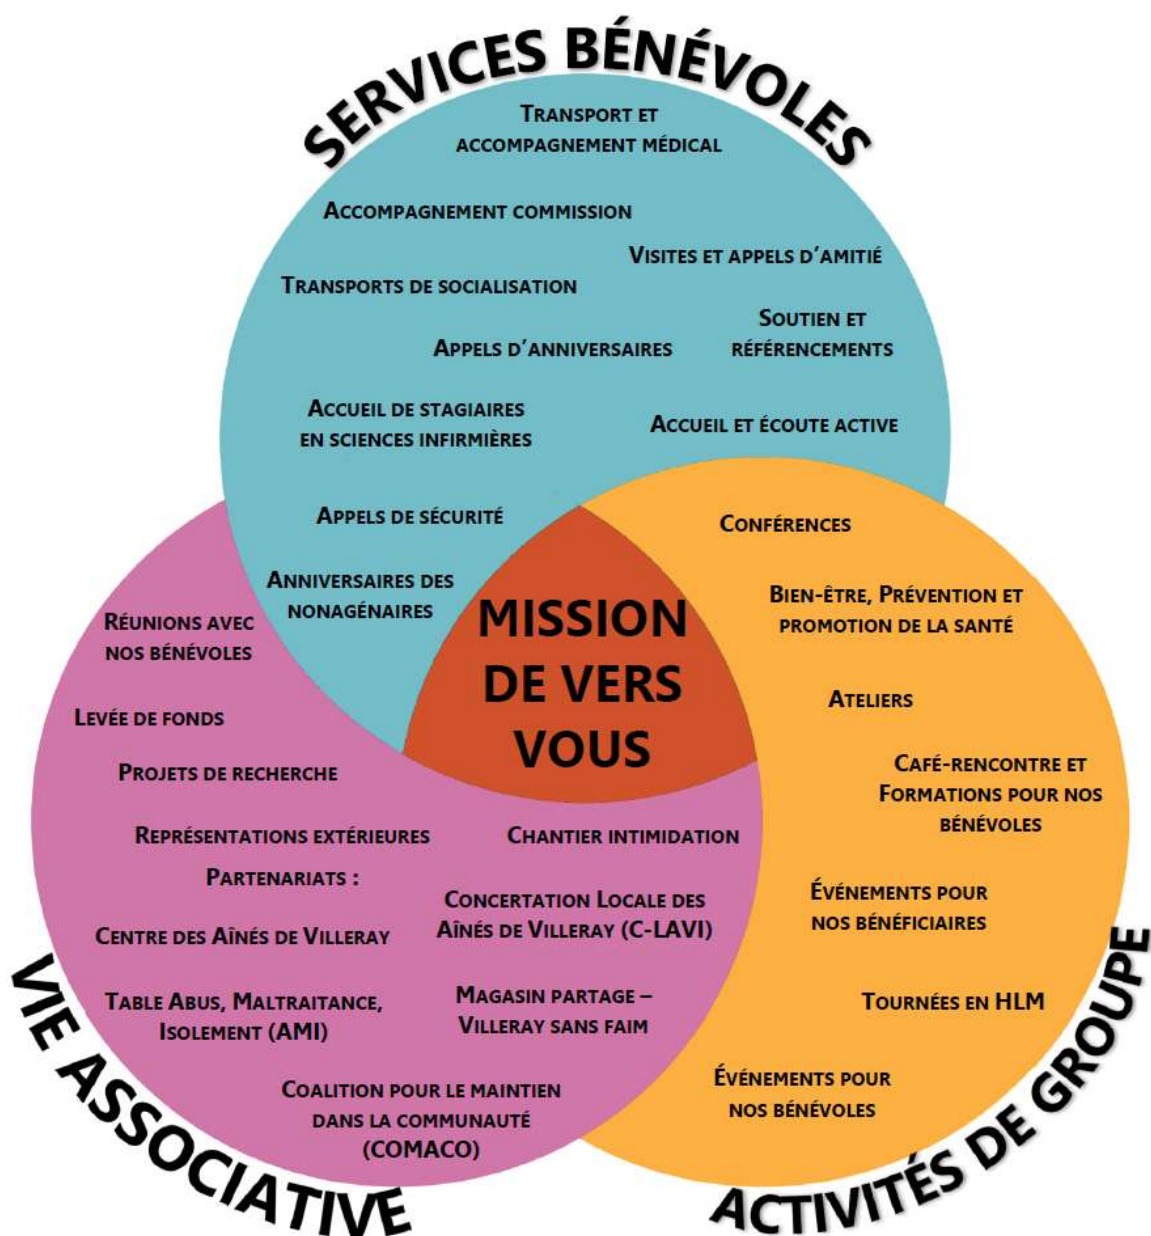 SERVICES BÉNÉVOLES
TRANSPORT ET
ACCOMPAGNEMENT MÉDICAL
ACCOMPAGNEMENT COMMISSION
VISITES ET APPELS D'AMITIÉ
TRANSPORTS DE SOCIALISATION
SOUTIEN ET
RÉFÉRENCEMENTS
APPELS D'ANNIVERSAIRES
ACCUEIL DE STAGIAIRES
EN SCIENCES INFIRMIÈRES
ACCUEIL ET ÉCOUTE ACTIVE
APPELS DE SÉCURITÉ
ANNIVERSAIRES DES
NONAGÉNAIRES
MISSION
DE VERS
VOUS
CONFÉRENCES
BIEN-ÊTRE, PRÉVENTION ET
PROMOTION DE LA SANTÉ
ATELIERS
CAFÉ-RENCONTRE ET
FORMATIONS POUR NOS
BÉNÉVOLES
ÉVÉNEMENTS POUR
NOS BÉNÉFICIAIRES
TOURNÉES EN HLM
ÉVÉNEMENTS POUR
NOS BÉNÉVOLES
ACTIVITÉS DE GROUPE
RÉUNIONS AVEC
NOS BÉNÉVOLES
LEVÉE DE FONDS
PROJETS DE RECHERCHE
REPRÉSENTATIONS EXTÉRIEURES
PARTENARIATS :
CENTRE DES AÎNÉS DE VILLERAY
TABLE ABUS, MALTRAITANCE,
ISOLEMENT (AMI)
CHANTIER INTIMIDATION
CONCERTATION LOCALE DES
AÎNÉS DE VILLERAY (C-LAVI)
MAGASIN PARTAGE –
VILLERAY SANS FAIM
COALITION POUR LE MAINTIEN
DANS LA COMMUNAUTÉ
(COMACO)
VIE ASSOCIATIVE